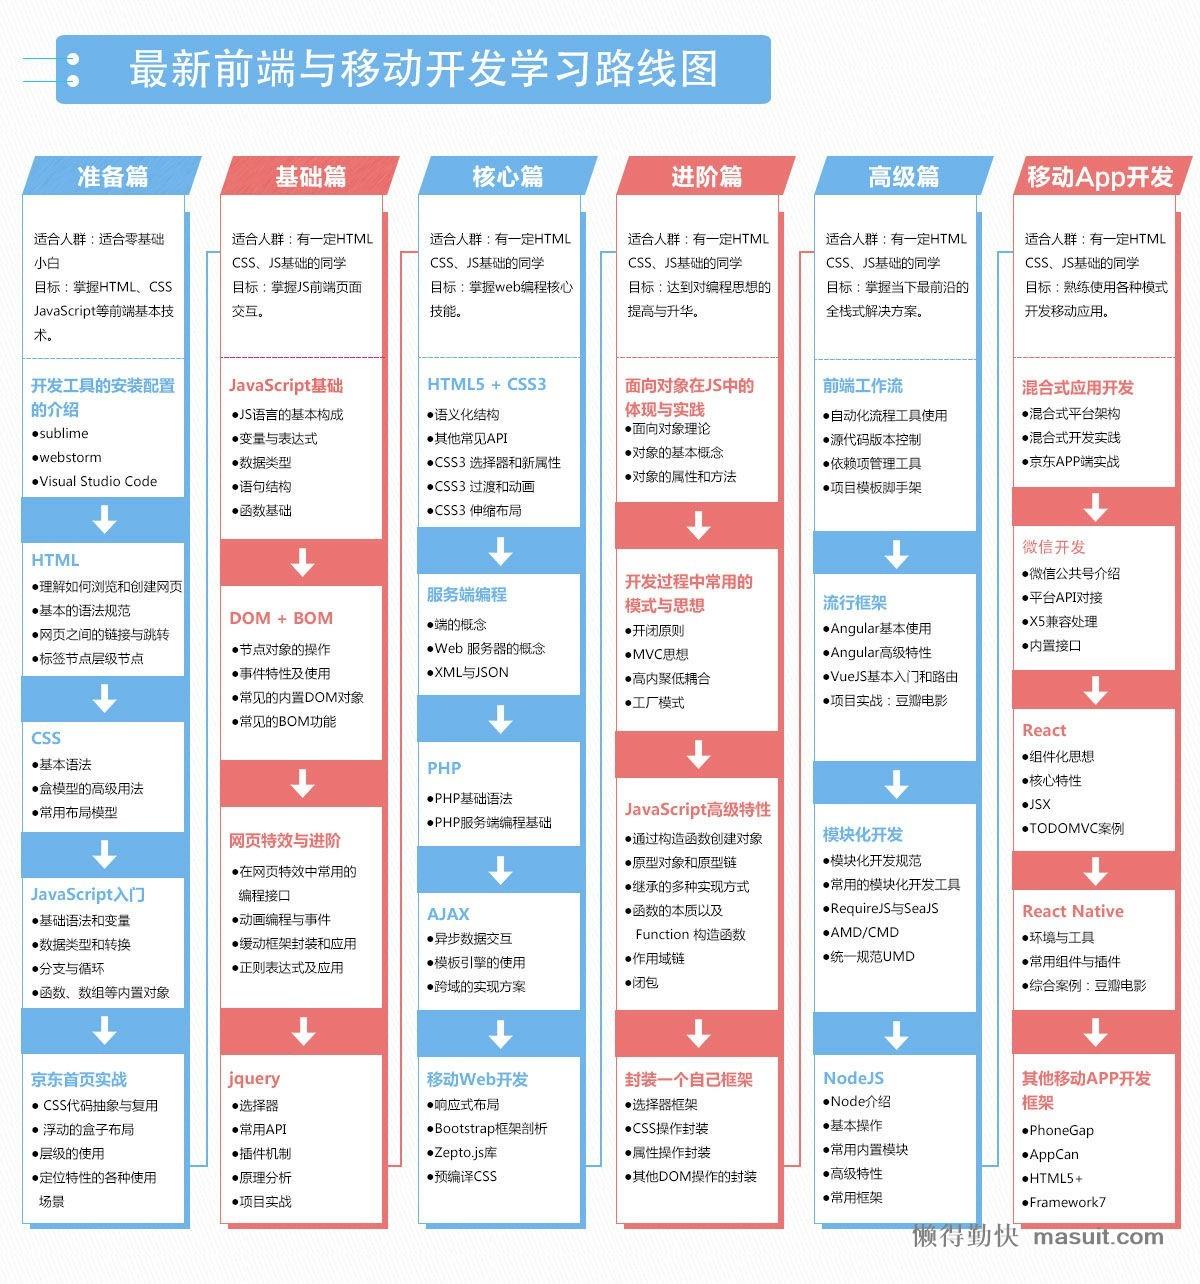 最新前端与移动开发学习路线图
准备篇
适合人群：适合零基础
小白
目标：掌握HTML、CSS
JavaScript等前端基本技
术。
开发工具的安装配置
的介绍
●sublime
●webstorm
●Visual Studio Code
HTML
●理解如何浏览和创建网页
●基本的语法规范
●网页之间的链接与跳转
●标签节点层级节点
CSS
●基本语法
●盒模型的高级用法
●常用布局模型
JavaScript入门
●基础语法和变量
●数据类型和转换
●分支与循环
●函数、数组等内置对象
京东首页实战
● CSS代码抽象与复用
● 浮动的盒子布局
●层级的使用
●定位特性的各种使用
场景
基础篇
适合人群：有一定HTML
CSS、JS基础的同学
目标：掌握JS前端页面
交互。
JavaScript基础
●JS语言的基本构成
●变量与表达式
●数据类型
●语句结构
●函数基础
DOM + BOM
●节点对象的操作
●事件特性及使用
●常见的内置DOM对象
●常见的BOM功能
网页特效与进阶
●在网页特效中常用的
编程接口
●动画编程与事件
●缓动框架封装和应用
●正则表达式及应用
jquery
●选择器
●常用API
●插件机制
●原理分析
●项目实战
核心篇
适合人群：有一定HTML
CSS、JS基础的同学
目标：掌握web编程核心
技能。
HTML5 + CSS3
●语义化结构
●其他常见API
●CSS3 选择器和新属性
●CSS3 过渡和动画
●CSS3 伸缩布局
服务端编程
●端的概念
●Web 服务器的概念
●XML与JSON
PHP
●PHP基础语法
●PHP服务端编程基础
AJAX
●异步数据交互
●模板引擎的使用
●跨域的实现方案
移动Web开发
●响应式布局
●Bootstrap框架剖析
●Zepto.js库
●预编译CSS
进阶篇
适合人群：有一定HTML
CSS、JS基础的同学
目标：达到对编程思想的
提高与升华。
面向对象在JS中的
体现与实践
●面向对象理论
●对象的基本概念
●对象的属性和方法
开发过程中常用的
模式与思想
●开闭原则
●MVC思想
●高内聚低耦合
●工厂模式
JavaScript高级特性
●通过构造函数创建对象
●原型对象和原型链
●继承的多种实现方式
●函数的本质以及
Function 构造函数
●作用域链
●闭包
封装一个自己框架
●选择器框架
●CSS操作封装
●属性操作封装
●其他DOM操作的封装
高级篇
适合人群：有一定HTML
CSS、JS基础的同学
目标：掌握当下最前沿的
全栈式解决方案。
前端工作流
●自动化流程工具使用
●源代码版本控制
●依赖项管理工具
●项目模板脚手架
流行框架
●Angular基本使用
●Angular高级特性
●VueJS基本入门和路由
●项目实战：豆瓣电影
模块化开发
●模块化开发规范
●常用的模块化开发工具
●RequireJS与SeaJS
●AMD/CMD
●统一规范UMD
NodeJS
●Node介绍
●基本操作
●常用内置模块
●高级特性
●常用框架
移动App开发
适合人群：有一定HTML
CSS、JS基础的同学
目标：熟练使用各种模式
开发移动应用。
混合式应用开发
●混合式平台架构
●混合式开发实践
●京东APP端实战
微信开发
●微信公共号介绍
●平台API对接
●X5兼容处理
●内置接口
React
●组件化思想
●核心特性
●JSX
●TODOMVC案例
React Native
●环境与工具
●常用组件与插件
●综合案例：豆瓣电影
其他移动APP开发
框架
●PhoneGap
●AppCan
●HTML5+
●Framework7
懒得勤快 masuit.com